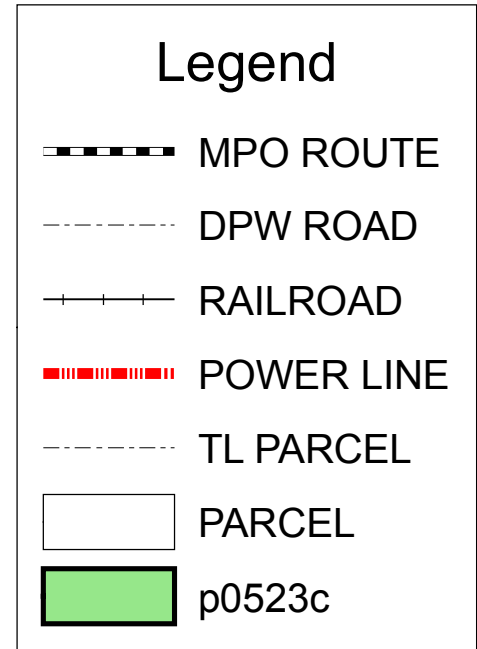 Legend
MPO ROUTE
DPW ROAD
RAILROAD
POWER LINE
TL PARCEL
PARCEL
p0523c